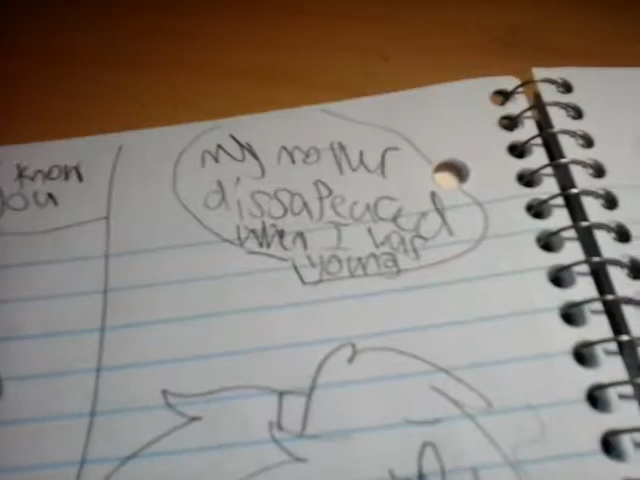 know
you
my mother
dissapeared
when I was
young